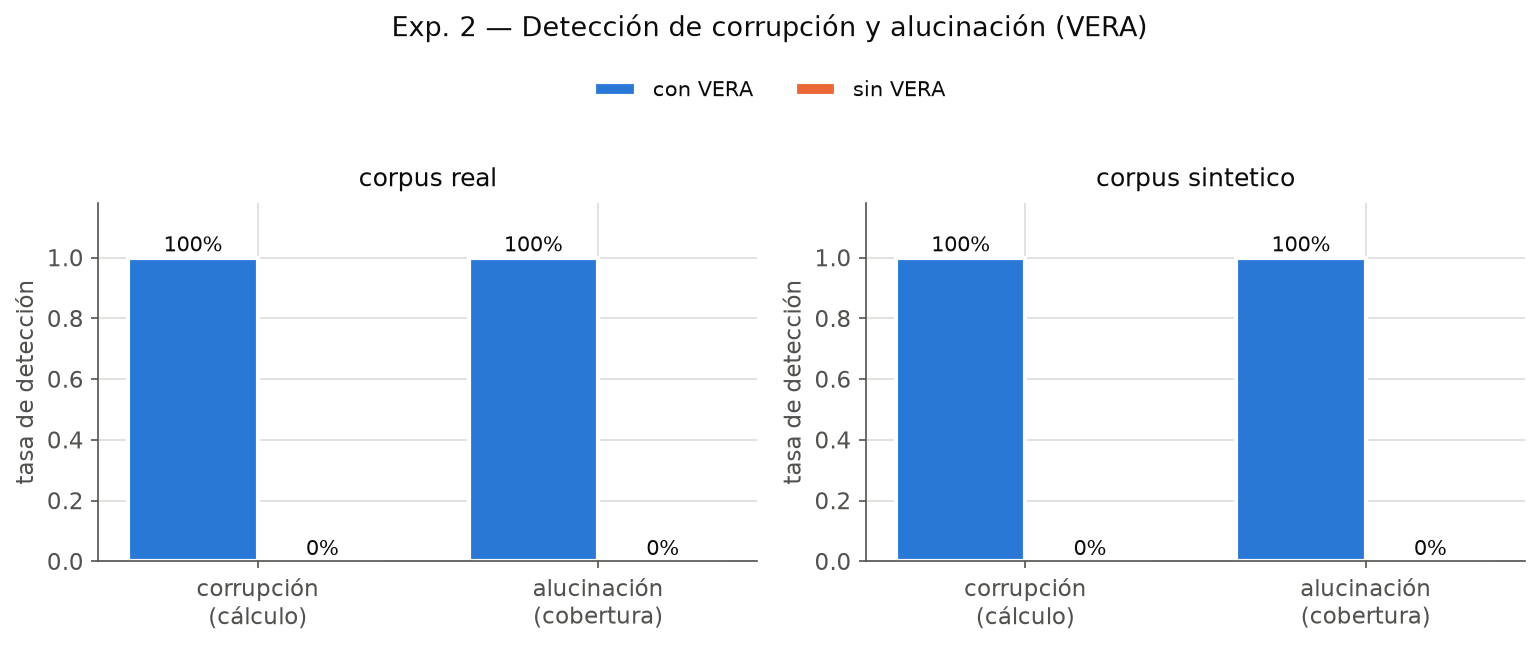 Exp. 2 — Detección de corrupción y alucinación (VERA)
con VERA
sin VERA
corpus real
tasa de detección
1.0
0.8
0.6
0.4
0.2
0.0
100%
0%
100%
0%
corrupción
(cálculo)
alucinación
(cobertura)
corpus sintetico
tasa de detección
1.0
0.8
0.6
0.4
0.2
0.0
100%
0%
100%
0%
corrupción
(cálculo)
alucinación
(cobertura)